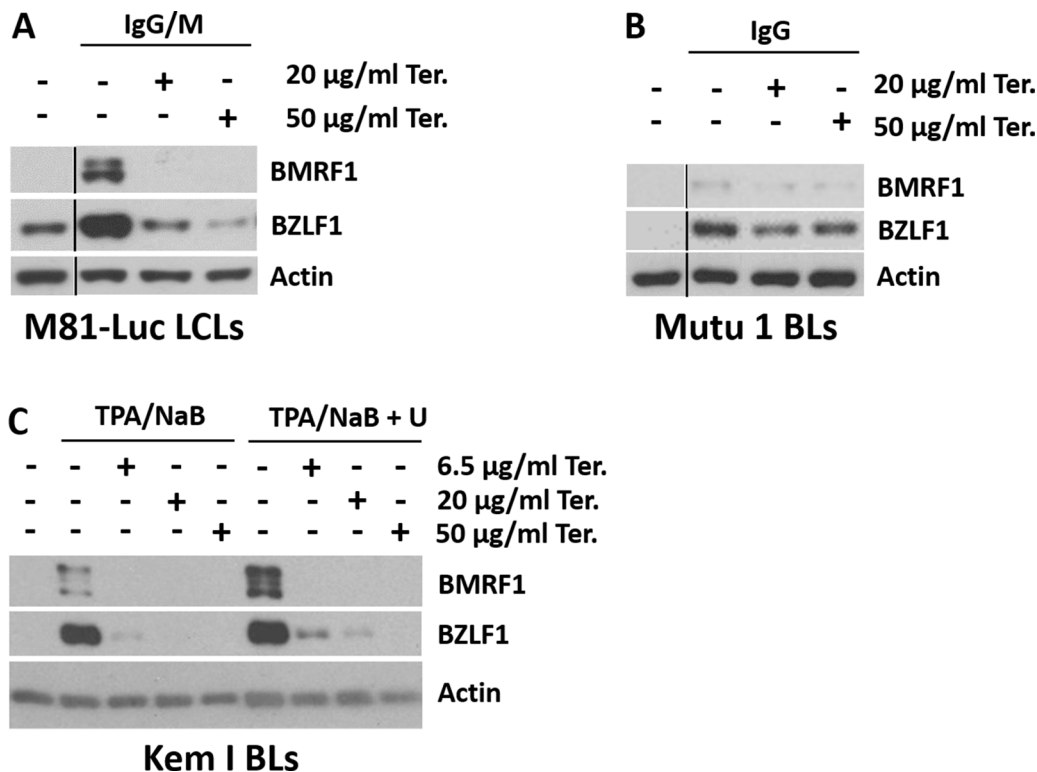 A
IgG/M
- - + - 20 µg/ml Ter.
- - - + 50 µg/ml Ter.
BMRF1
BZLF1
Actin
M81-Luc LCLs
B
IgG
- - + - 20 µg/ml Ter.
- - - + 50 µg/ml Ter.
BMRF1
BZLF1
Actin
Mutu 1 BLs
C
TPA/NaB TPA/NaB + U
- - + - - - + - - 6.5 µg/ml Ter.
- - - + - - - + - 20 µg/ml Ter.
- - - - + - - - + 50 µg/ml Ter.
BMRF1
BZLF1
Actin
Kem I BLs